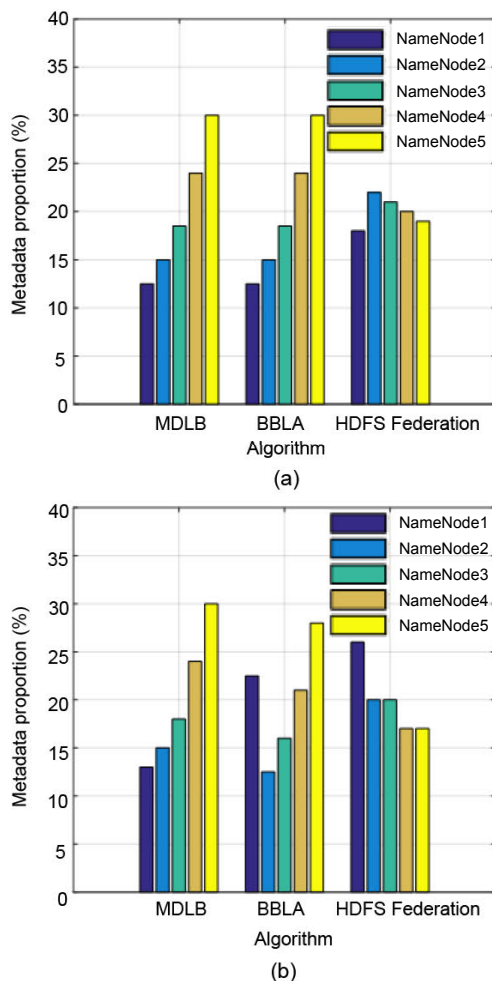 40
35
30
25
20
15
10
5
0
Metadata proportion (%)
NameNode1
NameNode2
NameNode3
NameNode4
NameNode5
MDLB BBLA HDFS Federation
Algorithm
(a)
40
35
30
25
20
15
10
5
0
Metadata proportion (%)
NameNode1
NameNode2
NameNode3
NameNode4
NameNode5
MDLB BBLA HDFS Federation
Algorithm
(b)